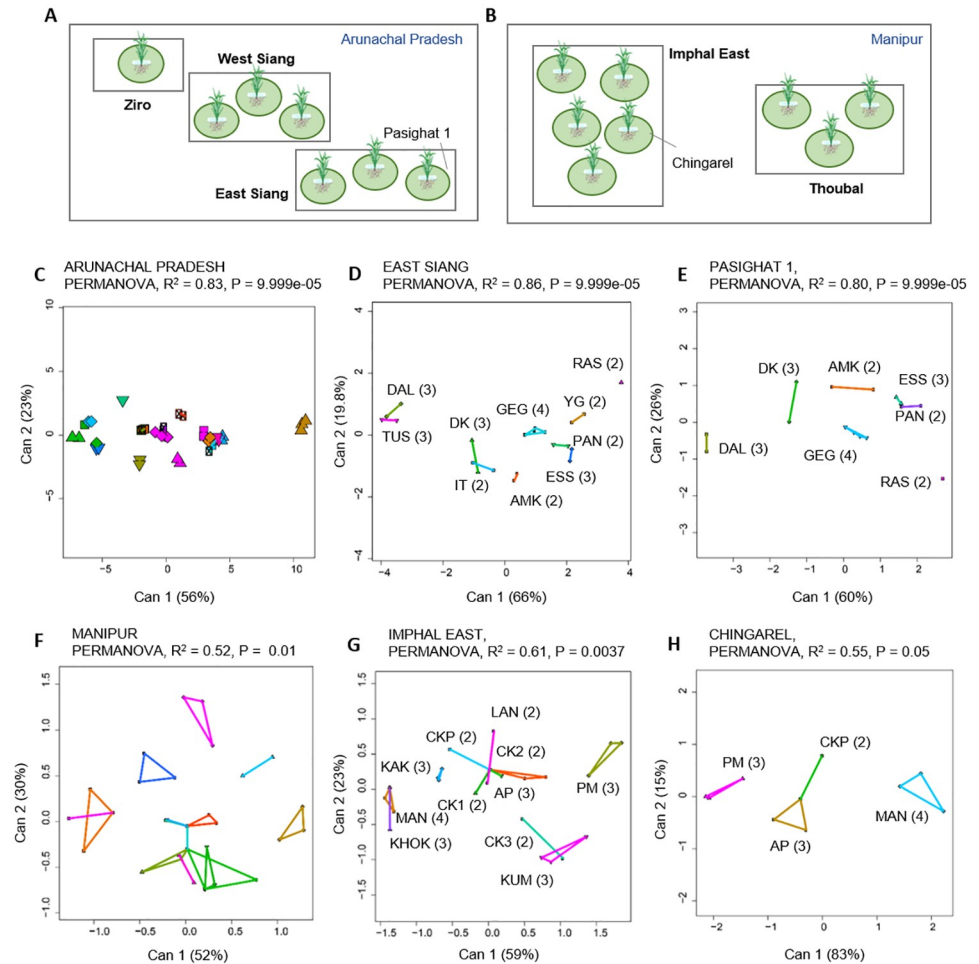 A
Arunachal Pradesh
West Siang
Ziro
Pasighat 1
East Siang
B
Imphal East
Manipur
Chingarel
Thoubal
C
ARUNACHAL PRADESH
PERMANOVA, R² = 0.83, P = 9.999e-05
10
5
0
−5
Can 2 (23%)
−5
0
5
10
Can 1 (56%)
D
EAST SIANG
PERMANOVA, R² = 0.86, P = 9.999e-05
4
2
0
−2
−4
Can 2 (19.8%)
RAS (2)
DAL (3)
YG (2)
GEG (4)
DK (3)
TUS (3)
PAN (2)
ESS (3)
IT (2)
AMK (2)
−4
−2
0
2
4
Can 1 (66%)
E
PASIGHAT 1,
PERMANOVA, R² = 0.80, P = 9.999e-05
3
2
1
0
−1
−2
−3
Can 2 (26%)
DK (3)
AMK (2)
ESS (3)
PAN (2)
DAL (3)
GEG (4)
RAS (2)
−3
−2
−1
0
1
2
3
Can 1 (60%)
F
MANIPUR
PERMANOVA, R² = 0.52, P = 0.01
1.5
1.0
0.5
0.0
−0.5
−1.0
Can 2 (30%)
−1.0
−0.5
0.0
0.5
1.0
Can 1 (52%)
G
IMPHAL EAST,
PERMANOVA, R² = 0.61, P = 0.0037
1.5
1.0
0.5
0.0
−0.5
−1.0
−1.5
Can 2 (23%)
LAN (2)
CKP (2)
CK2 (2)
KAK (3)
PM (3)
AP (3)
CK1 (2)
MAN (4)
KHOK (3)
CK3 (2)
KUM (3)
−1.5
−1.0
−0.5
0.0
0.5
1.0
1.5
Can 1 (59%)
H
CHINGAREL,
PERMANOVA, R² = 0.55, P = 0.05
2
1
0
−1
−2
Can 2 (15%)
CKP (2)
PM (3)
MAN (4)
AP (3)
−2
−1
0
1
2
Can 1 (83%)